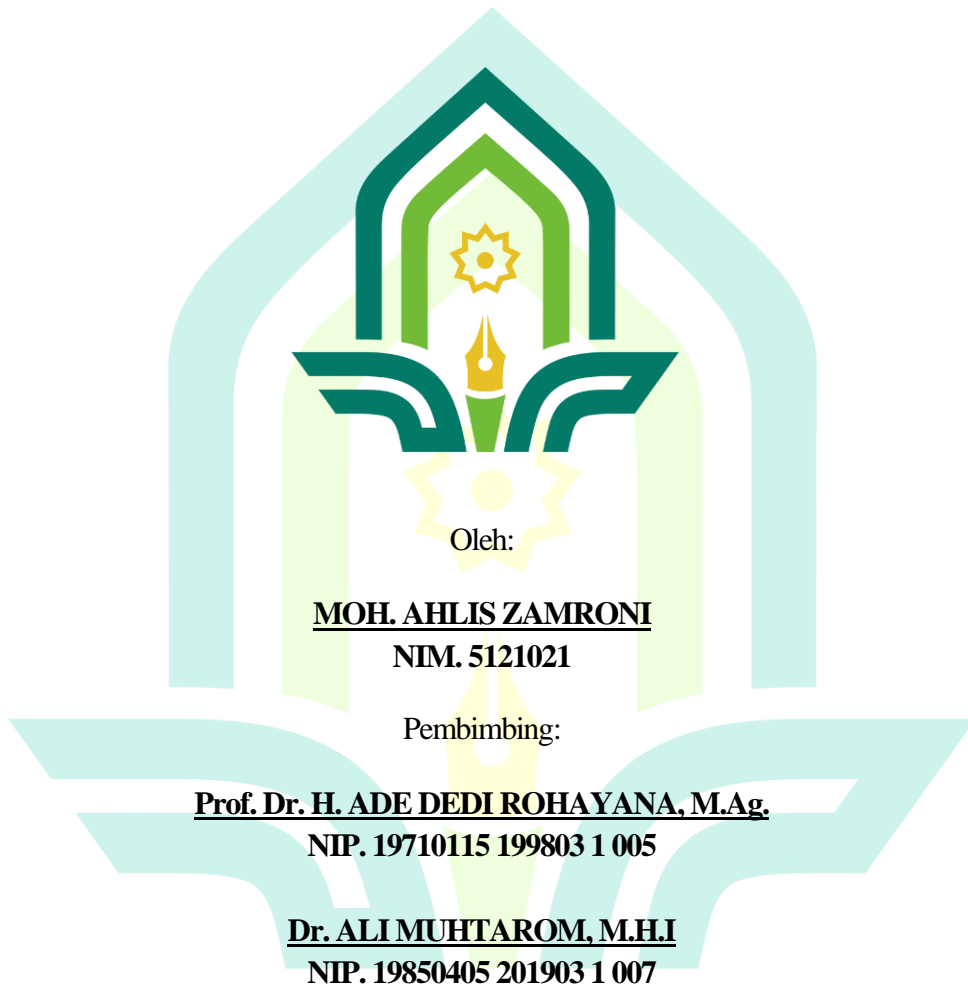 Oleh:
MOH. AHLIS ZAMRONI
NIM. 5121021
Pembimbing:
Prof. Dr. H. ADE DEDI ROHAYANA, M.Ag.
NIP. 19710115 199803 1 005
Dr. ALI MUHTAROM, M.H.I
NIP. 19850405 201903 1 007